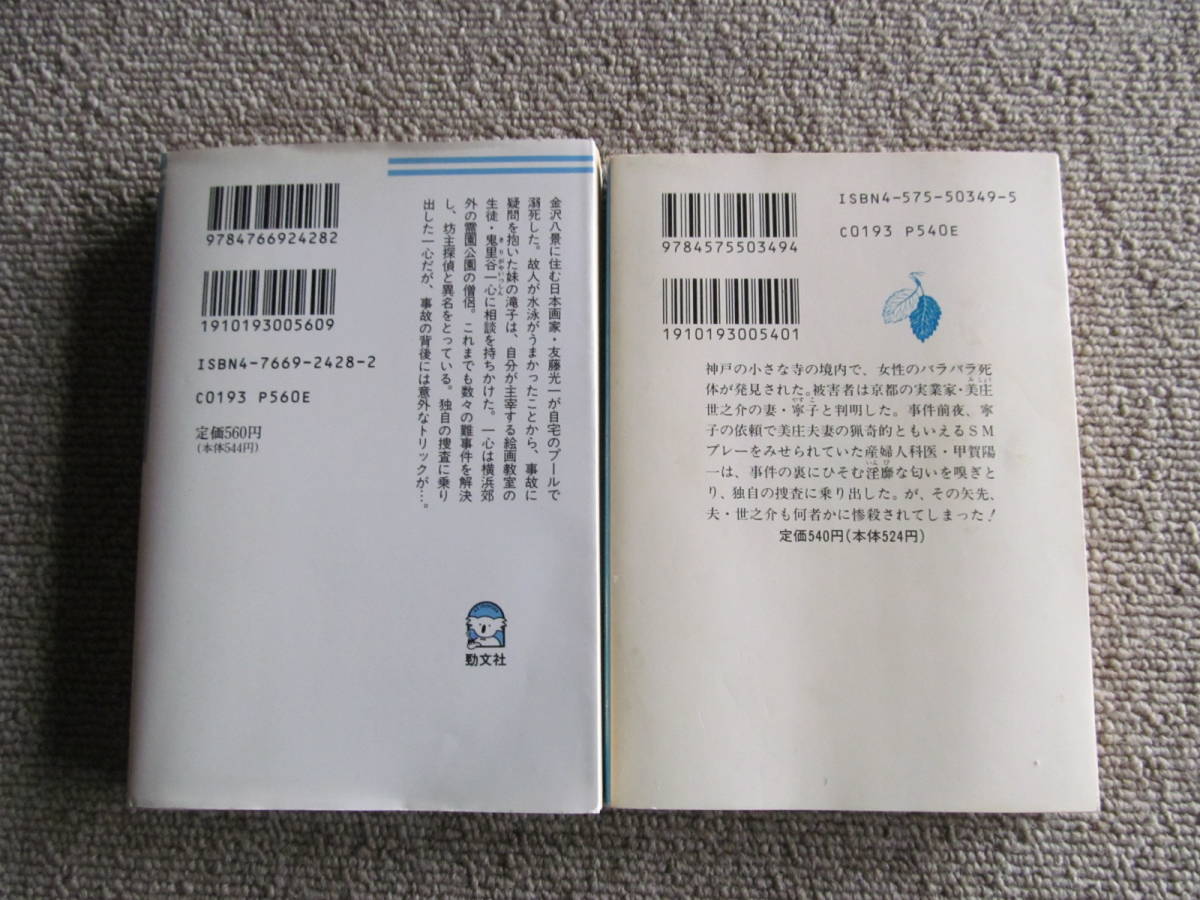 9784766924282
1910193005609
ISBN4-7669-2428-2
C0193 P560E
定価560円
(本体544円)
金沢八景に住む日本画家・友藤光一が自宅のプールで
溺死した。故人が水泳がうまかったことから、事故に
疑問を抱いた妹の滝子は、自分が主宰する絵画教室の
生徒・鬼里谷一心に相談を持ちかけた。一心は横浜郊
きりがやいっしん
外の霊園公園の僧侶。これまでも数々の難事件を解決
し、坊主探偵と異名をとっている。独自の捜査に乗り
出した一心だが、事故の背後には意外なトリックが…。
勁文社
9784575503494
1910193005401
ISBN4-575-50349-5
C0193 P540E
神戸の小さな寺の境内で、女性のバラバラ死
体が発見された。被害者は京都の実業家・美庄
みしょう
世之介の妻・寧子と判明した。事件前夜、寧
やすこ
子の依頼で美庄夫妻の猟奇的ともいえるSM
プレーをみせられていた産婦人科医・甲賀陽
一は、事件の裏にひそむ淫靡な匂いを嗅ぎと
いんび
り、独自の捜査に乗り出した。が、その矢先、
夫・世之介も何者かに惨殺されてしまった!
定価540円(本体524円)